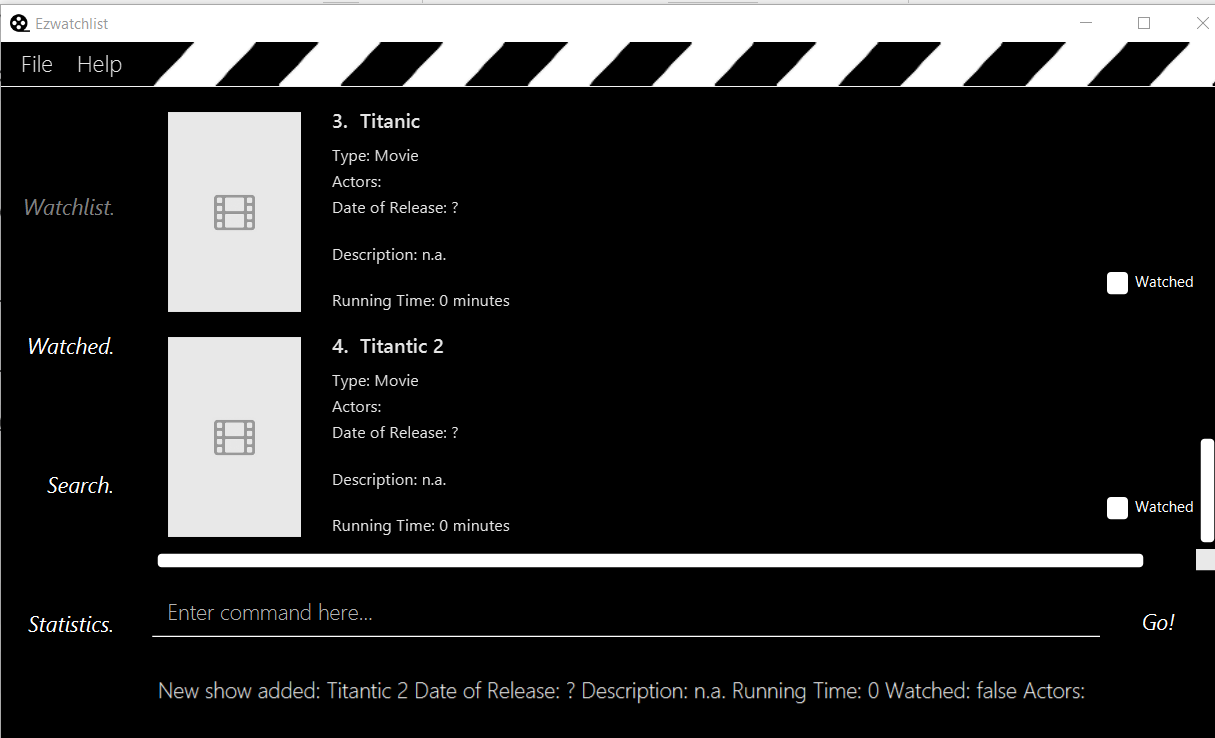 Ezwatchlist
File Help
3. Titanic
Type: Movie
Actors:
Date of Release: ?
Description: n.a.
Running Time: 0 minutes
Watched
4. Titantic 2
Type: Movie
Actors:
Date of Release: ?
Description: n.a.
Running Time: 0 minutes
Watched
Watchlist.
Watched.
Search.
Statistics.
Enter command here...
Go!
New show added: Titantic 2 Date of Release: ? Description: n.a. Running Time: 0 Watched: false Actors: